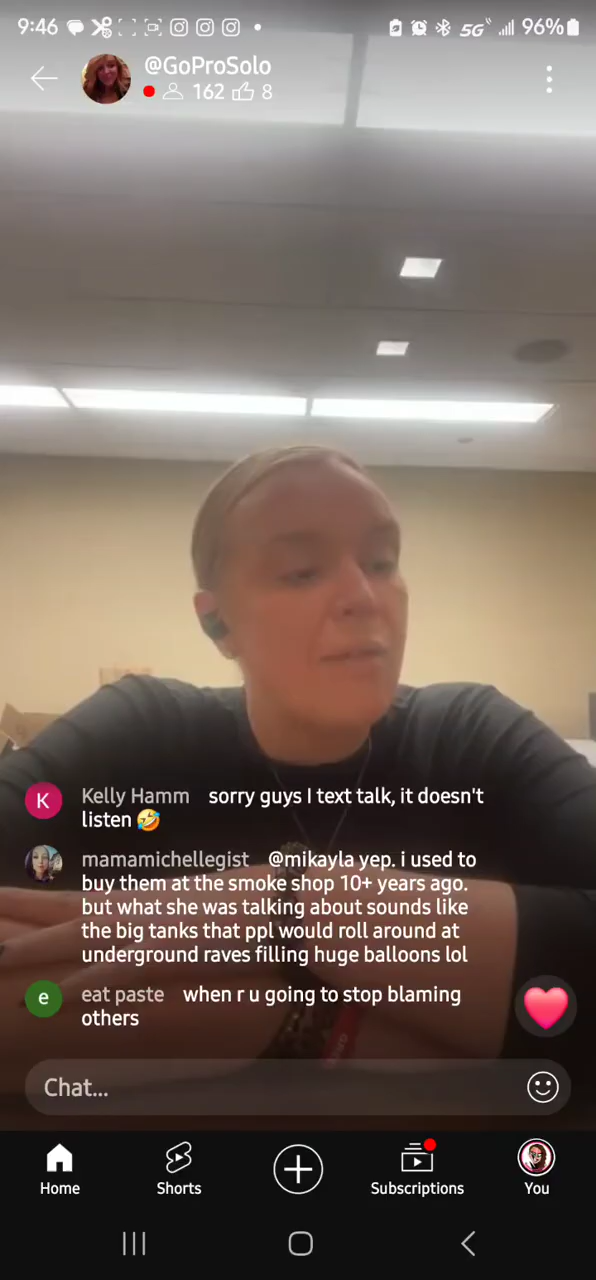 9:46
5G
96%
@GoProSolo
162 8
Kelly Hamm sorry guys I text talk, it doesn't
listen 🤣
mamamichellegist @mikayla yep. i used to
buy them at the smoke shop 10+ years ago.
but what she was talking about sounds like
the big tanks that ppl would roll around at
underground raves filling huge balloons lol
eat paste when r u going to stop blaming
others
K
e
Chat...
Home
Shorts
Subscriptions
You